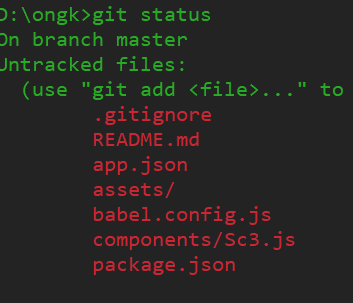 D:\ongk>git status
On branch master
Untracked files:
(use "git add <file>..." to
.gitignore
README.md
app.json
assets/
babel.config.js
components/Sc3.js
package.json